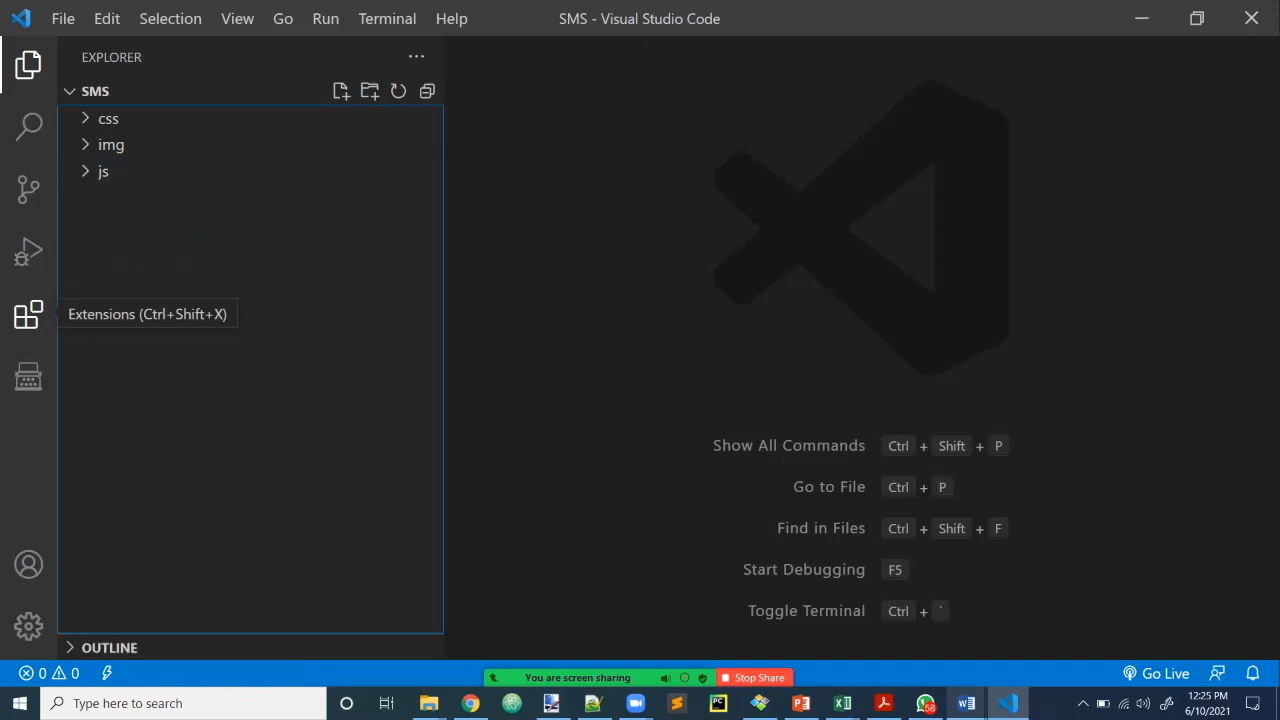 File Edit Selection View Go Run Terminal Help SMS - Visual Studio Code
EXPLORER
SMS
css
img
js
Extensions (Ctrl+Shift+X)
Show All Commands Ctrl + Shift + P
Go to File Ctrl + P
Find in Files Ctrl + Shift + F
Start Debugging F5
Toggle Terminal Ctrl + `
OUTLINE
0 0 Go Live
You are screen sharing Stop Share
Type here to search
PC
58
12:25 PM
6/10/2021